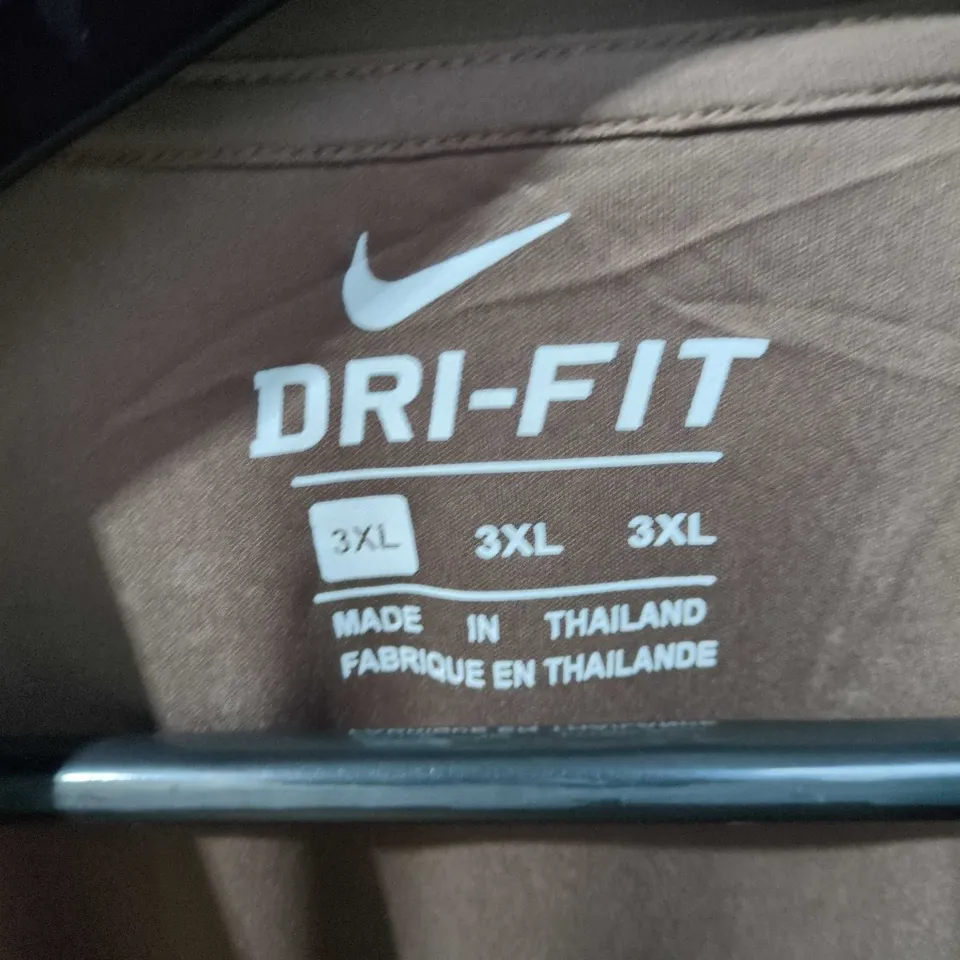 DRI-FIT
3XL 3XL 3XL
MADE IN THAILAND
FABRIQUE EN THAILANDE